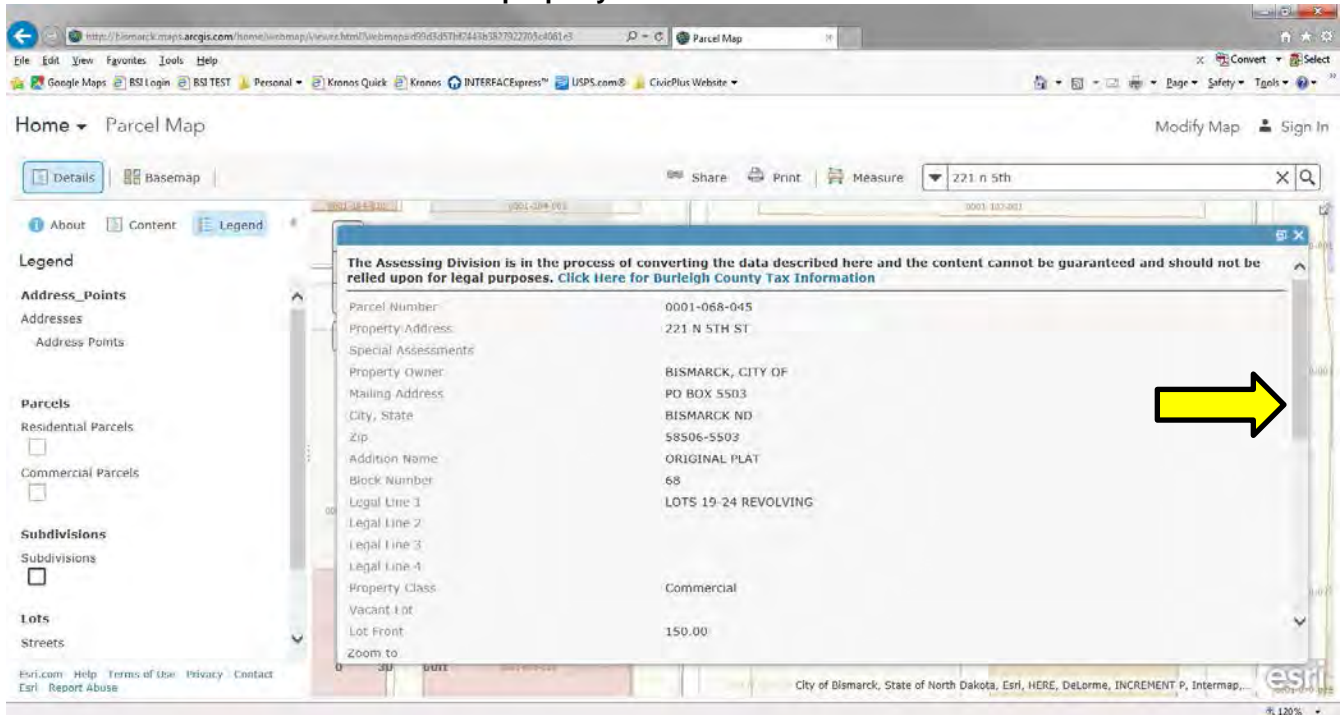 property
Parcel Map
File Edit View Favorites Tools Help
Convert Select
Google Maps BSI Login BSI TEST Personal Kronos Quick Kronos INTERFACExpress™ USPS.com® CivicPlus Website
Page Safety Tools
Home Parcel Map
Modify Map Sign In
Details Basemap
Share Print Measure 221 n 5th
About Content Legend
Legend
Address_Points
Addresses
Address Points
Parcels
Residential Parcels
Commercial Parcels
Subdivisions
Subdivisions
Lots
Streets
Esri.com Help Terms of Use Privacy Contact
Esri Report Abuse
The Assessing Division is in the process of converting the data described here and the content cannot be guaranteed and should not be
relied upon for legal purposes. Click Here for Burleigh County Tax Information
Parcel Number 0001-068-045
Property Address 221 N 5TH ST
Special Assessments
Property Owner BISMARCK, CITY OF
Mailing Address PO BOX 5503
City, State BISMARCK ND
Zip 58506-5503
Addition Name ORIGINAL PLAT
Block Number 68
Legal Line 1 LOTS 19-24 REVOLVING
Legal Line 2
Legal Line 3
Legal Line 4
Property Class Commercial
Vacant Lot
Lot Front 150.00
Zoom to
City of Bismarck, State of North Dakota, Esri, HERE, DeLorme, INCREMENT P, Intermap,...
esri
120%